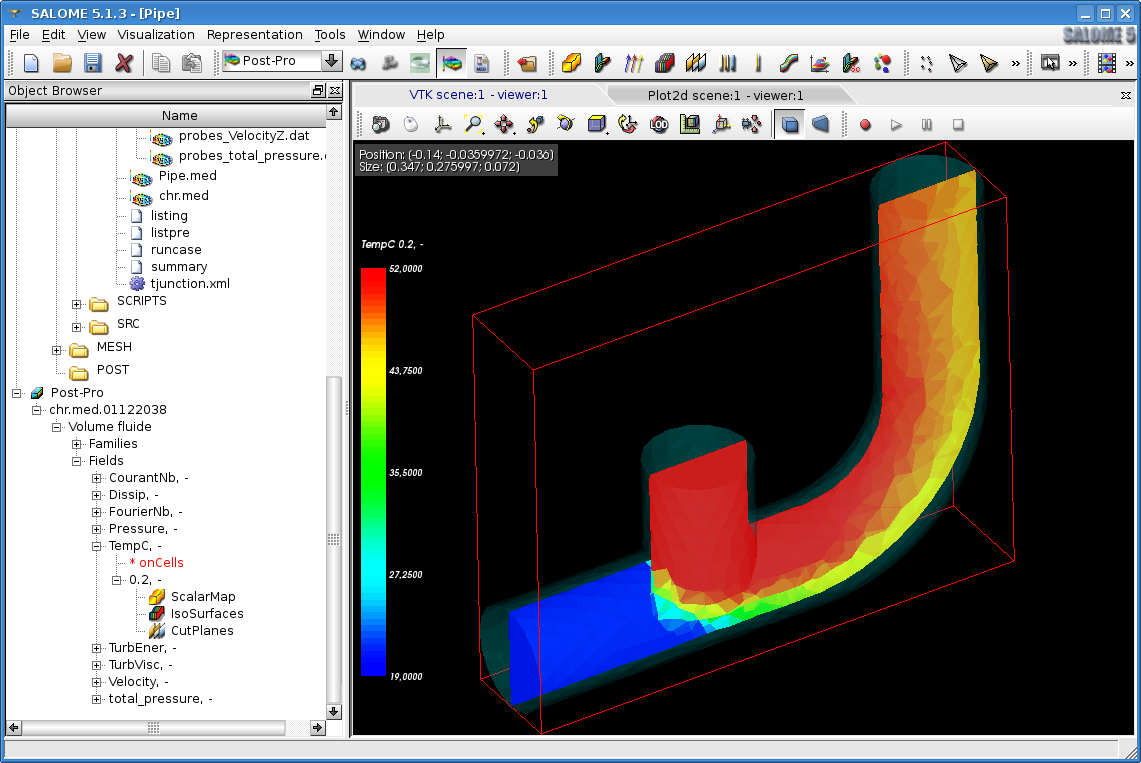 SALOME 5.1.3 - [Pipe]
File Edit View Visualization Representation Tools Window Help
SALOME 5
Post-Pro
»
»
»
Object Browser
Name
probes_VelocityZ.dat
probes_total_pressure.
Pipe.med
chr.med
listing
listpre
runcase
summary
tjunction.xml
SCRIPTS
SRC
MESH
POST
Post-Pro
chr.med.01122038
Volume fluide
Families
Fields
CourantNb, -
Dissip, -
FourierNb, -
Pressure, -
TempC, -
* onCells
0.2, -
ScalarMap
IsoSurfaces
CutPlanes
TurbEner, -
TurbVisc, -
Velocity, -
total_pressure, -
VTK scene:1 - viewer:1
Plot2d scene:1 - viewer:1
Position: (-0.14; -0.0359972; -0.036)
Size: (0.347; 0.275997; 0.072)
TempC 0.2, -
52,0000
43,7500
35,5000
27,2500
19,0000